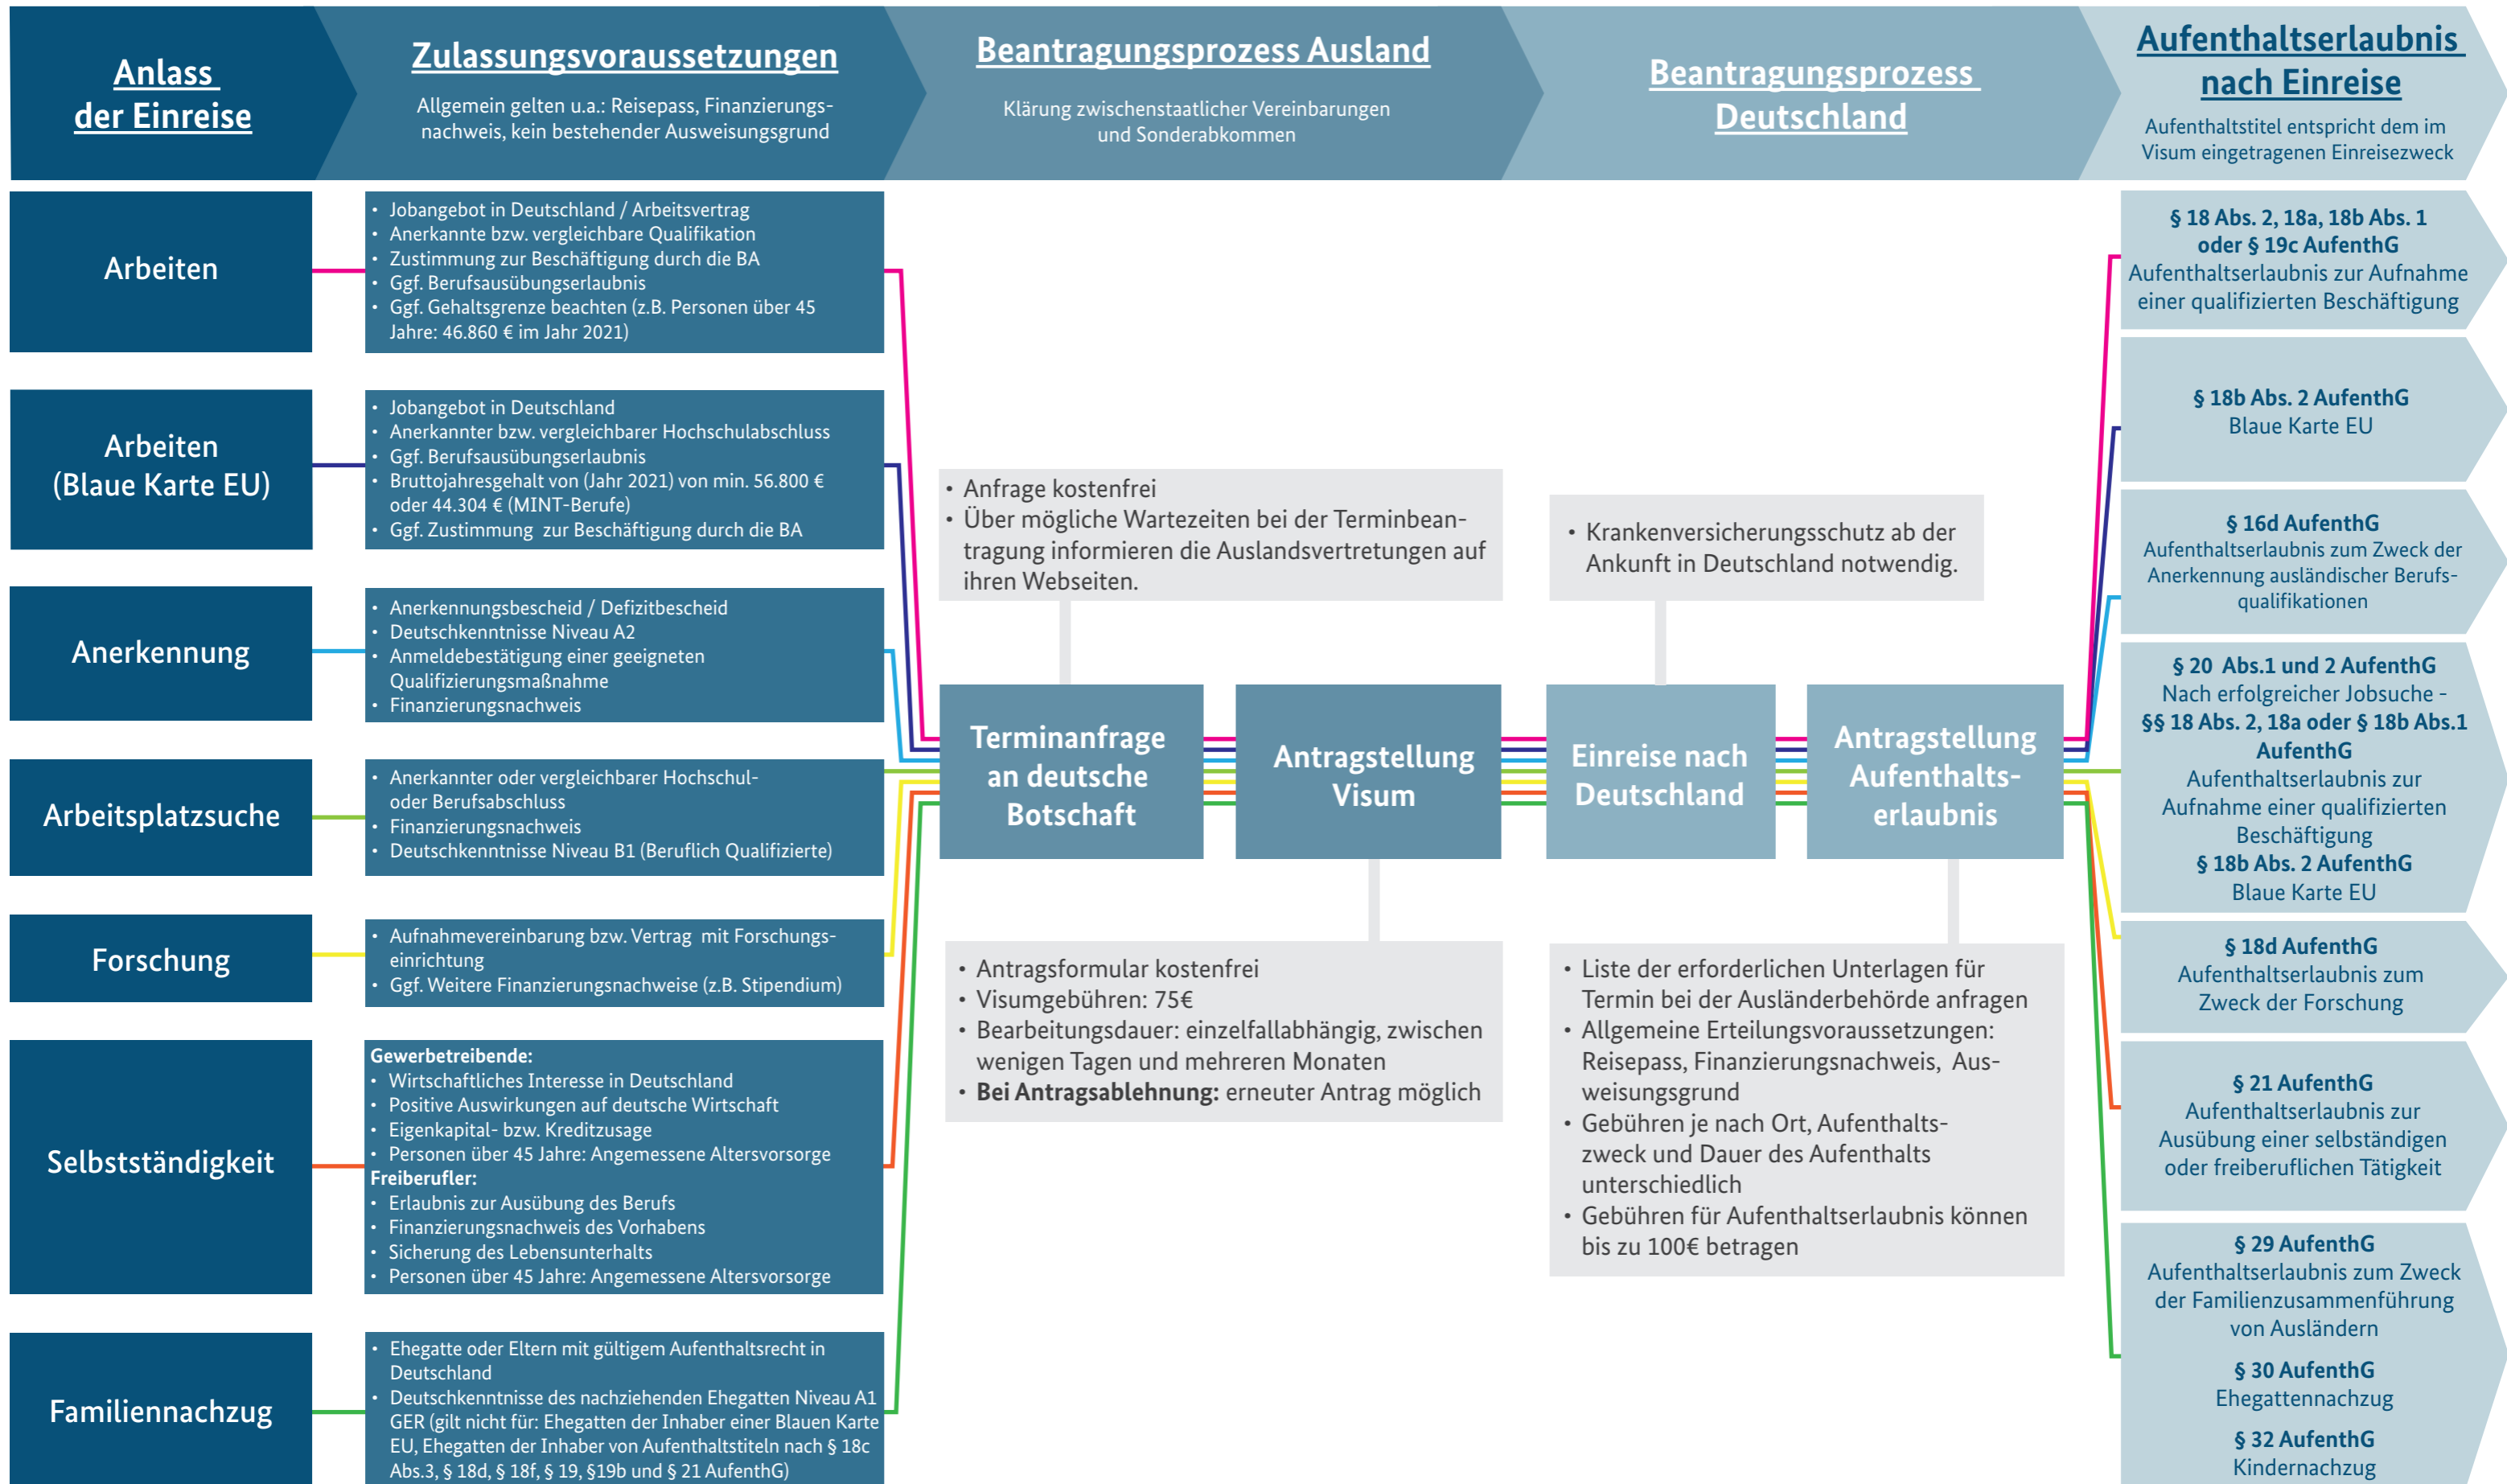 Anlass
der Einreise
Zulassungsvoraussetzungen
Allgemein gelten u.a.: Reisepass, Finanzierungs-
nachweis, kein bestehender Ausweisungsgrund
Beantragungsprozess Ausland
Klärung zwischenstaatlicher Vereinbarungen
und Sonderabkommen
Beantragungsprozess
Deutschland
Aufenthaltserlaubnis
nach Einreise
Aufenthaltstitel entspricht dem im
Visum eingetragenen Einreisezweck
Arbeiten
• Jobangebot in Deutschland / Arbeitsvertrag
• Anerkannte bzw. vergleichbare Qualifikation
• Zustimmung zur Beschäftigung durch die BA
• Ggf. Berufsausübungserlaubnis
• Ggf. Gehaltsgrenze beachten (z.B. Personen über 45
Jahre: 46.860 € im Jahr 2021)
Arbeiten
(Blaue Karte EU)
• Jobangebot in Deutschland
• Anerkannter bzw. vergleichbarer Hochschulabschluss
• Ggf. Berufsausübungserlaubnis
• Bruttojahresgehalt von (Jahr 2021) von min. 56.800 €
oder 44.304 € (MINT-Berufe)
• Ggf. Zustimmung zur Beschäftigung durch die BA
Anerkennung
• Anerkennungsbescheid / Defizitbescheid
• Deutschkenntnisse Niveau A2
• Anmeldebestätigung einer geeigneten
Qualifizierungsmaßnahme
• Finanzierungsnachweis
Arbeitsplatzsuche
• Anerkannter oder vergleichbarer Hochschul-
oder Berufsabschluss
• Finanzierungsnachweis
• Deutschkenntnisse Niveau B1 (Beruflich Qualifizierte)
Forschung
• Aufnahmevereinbarung bzw. Vertrag mit Forschungs-
einrichtung
• Ggf. Weitere Finanzierungsnachweise (z.B. Stipendium)
Selbstständigkeit
Gewerbetreibende:
• Wirtschaftliches Interesse in Deutschland
• Positive Auswirkungen auf deutsche Wirtschaft
• Eigenkapital- bzw. Kreditzusage
• Personen über 45 Jahre: Angemessene Altersvorsorge
Freiberufler:
• Erlaubnis zur Ausübung des Berufs
• Finanzierungsnachweis des Vorhabens
• Sicherung des Lebensunterhalts
• Personen über 45 Jahre: Angemessene Altersvorsorge
Familiennachzug
• Ehegatte oder Eltern mit gültigem Aufenthaltsrecht in
Deutschland
• Deutschkenntnisse des nachziehenden Ehegatten Niveau A1
GER (gilt nicht für: Ehegatten der Inhaber einer Blauen Karte
EU, Ehegatten der Inhaber von Aufenthaltstiteln nach § 18c
Abs.3, § 18d, § 18f, § 19, §19b und § 21 AufenthG)
• Anfrage kostenfrei
• Über mögliche Wartezeiten bei der Terminbean-
tragung informieren die Auslandsvertretungen auf
ihren Webseiten.
Terminanfrage
an deutsche
Botschaft
Antragstellung
Visum
• Antragsformular kostenfrei
• Visumgebühren: 75€
• Bearbeitungsdauer: einzelfallabhängig, zwischen
wenigen Tagen und mehreren Monaten
• Bei Antragsablehnung: erneuter Antrag möglich
• Krankenversicherungsschutz ab der
Ankunft in Deutschland notwendig.
Einreise nach
Deutschland
Antragstellung
Aufenthalts-
erlaubnis
• Liste der erforderlichen Unterlagen für
Termin bei der Ausländerbehörde anfragen
• Allgemeine Erteilungsvoraussetzungen:
Reisepass, Finanzierungsnachweis, Aus-
weisungsgrund
• Gebühren je nach Ort, Aufenthalts-
zweck und Dauer des Aufenthalts
unterschiedlich
• Gebühren für Aufenthaltserlaubnis können
bis zu 100€ betragen
§ 18 Abs. 2, 18a, 18b Abs. 1
oder § 19c AufenthG
Aufenthaltserlaubnis zur Aufnahme
einer qualifizierten Beschäftigung
§ 18b Abs. 2 AufenthG
Blaue Karte EU
§ 16d AufenthG
Aufenthaltserlaubnis zum Zweck der
Anerkennung ausländischer Berufs-
qualifikationen
§ 20 Abs.1 und 2 AufenthG
Nach erfolgreicher Jobsuche -
§§ 18 Abs. 2, 18a oder § 18b Abs.1
AufenthG
Aufenthaltserlaubnis zur
Aufnahme einer qualifizierten
Beschäftigung
§ 18b Abs. 2 AufenthG
Blaue Karte EU
§ 18d AufenthG
Aufenthaltserlaubnis zum
Zweck der Forschung
§ 21 AufenthG
Aufenthaltserlaubnis zur
Ausübung einer selbständigen
oder freiberuflichen Tätigkeit
§ 29 AufenthG
Aufenthaltserlaubnis zum Zweck
der Familienzusammenführung
von Ausländern
§ 30 AufenthG
Ehegattennachzug
§ 32 AufenthG
Kindernachzug